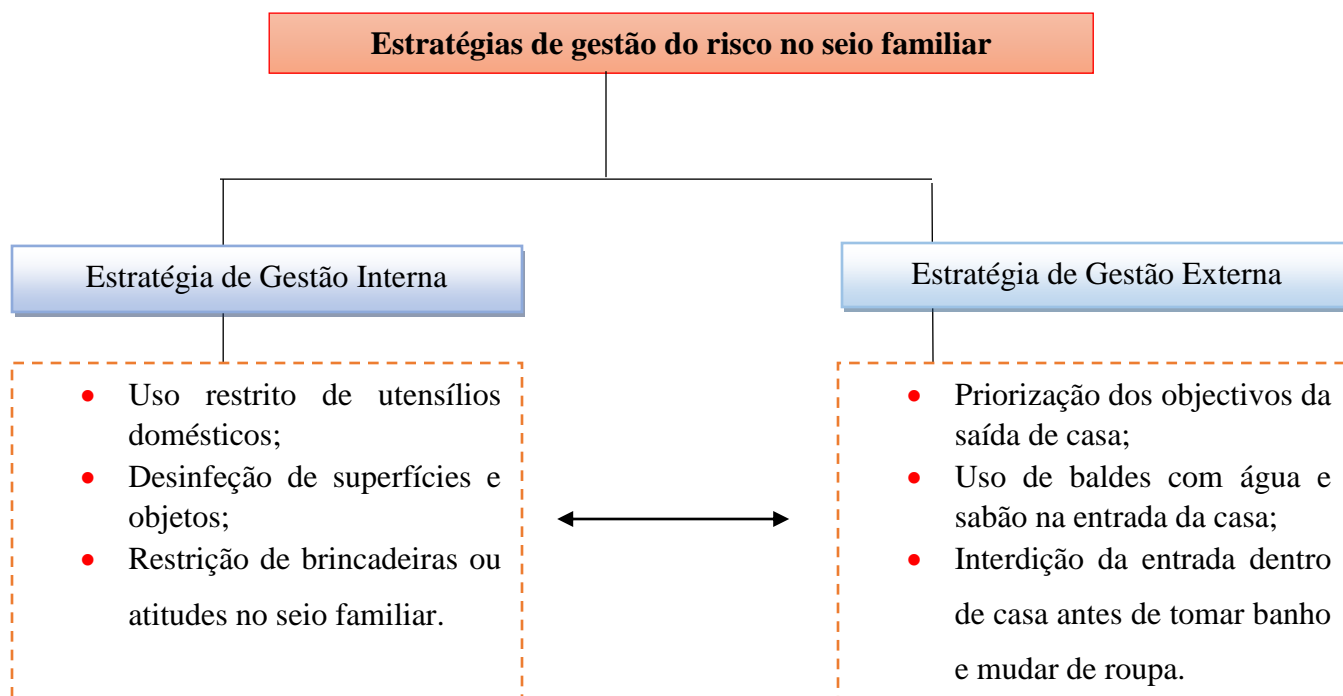 Estratégias de gestão do risco no seio familiar
Estratégia de Gestão Interna
Estratégia de Gestão Externa
• Uso restrito de utensílios
domésticos;
• Desinfeção de superfícies e
objetos;
• Restrição de brincadeiras ou
atitudes no seio familiar.
• Priorização dos objectivos da
saída de casa;
• Uso de baldes com água e
sabão na entrada da casa;
• Interdição da entrada dentro
de casa antes de tomar banho
e mudar de roupa.